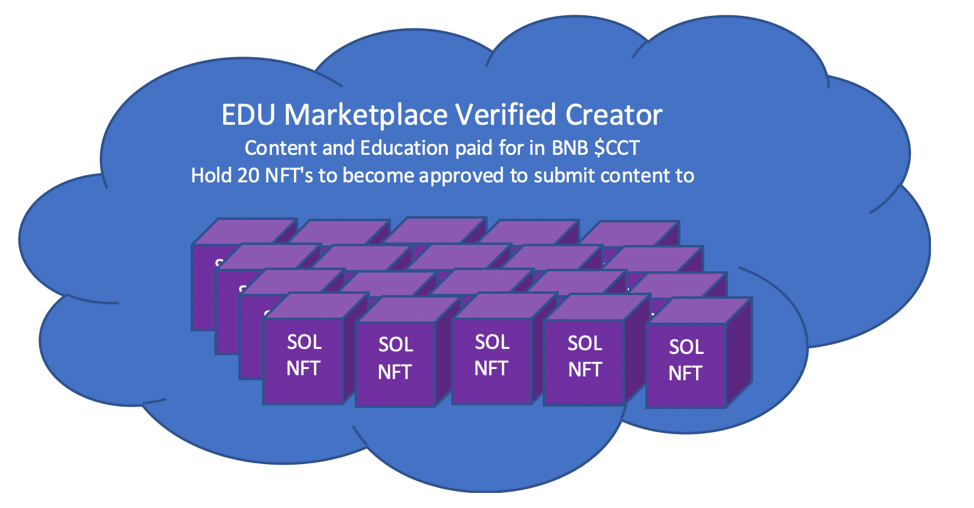 EDU Marketplace Verified Creator
Content and Education paid for in BNB $CCT
Hold 20 NFT's to become approved to submit content to
SOL SOL SOL SOL SOL
NFT NFT NFT NFT NFT